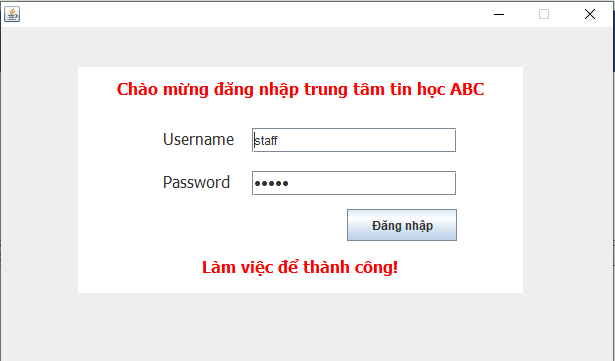 Chào mừng đăng nhập trung tâm tin học ABC
Username staff
Password •••••
Đăng nhập
Làm việc để thành công!